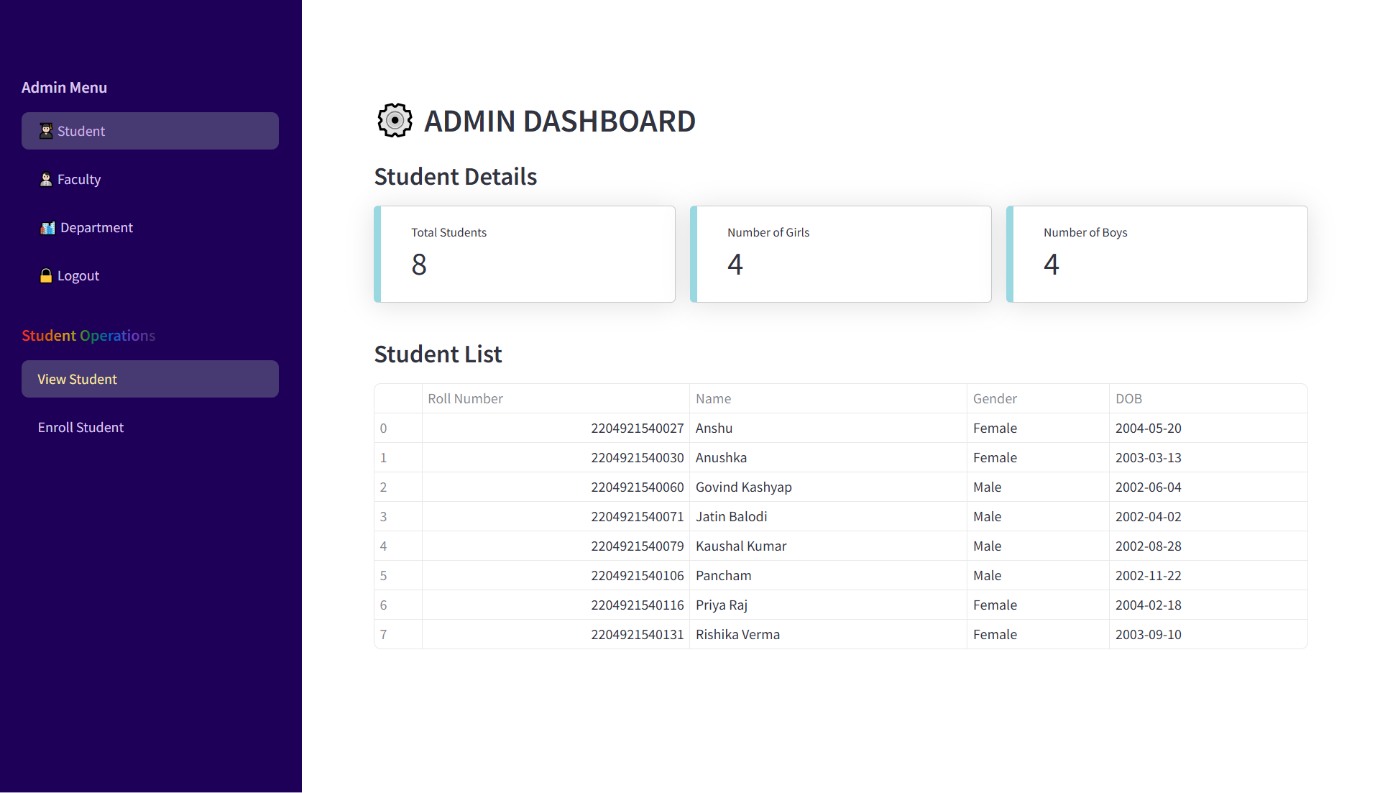 Admin Menu
Student
Faculty
Department
Logout
Student Operations
View Student
Enroll Student
ADMIN DASHBOARD
Student Details
Total Students
8
Number of Girls
4
Number of Boys
4
Student List
Roll Number Name Gender DOB
0 2204921540027 Anshu Female 2004-05-20
1 2204921540030 Anushka Female 2003-03-13
2 2204921540060 Govind Kashyap Male 2002-06-04
3 2204921540071 Jatin Balodi Male 2002-04-02
4 2204921540079 Kaushal Kumar Male 2002-08-28
5 2204921540106 Pancham Male 2002-11-22
6 2204921540116 Priya Raj Female 2004-02-18
7 2204921540131 Rishika Verma Female 2003-09-10